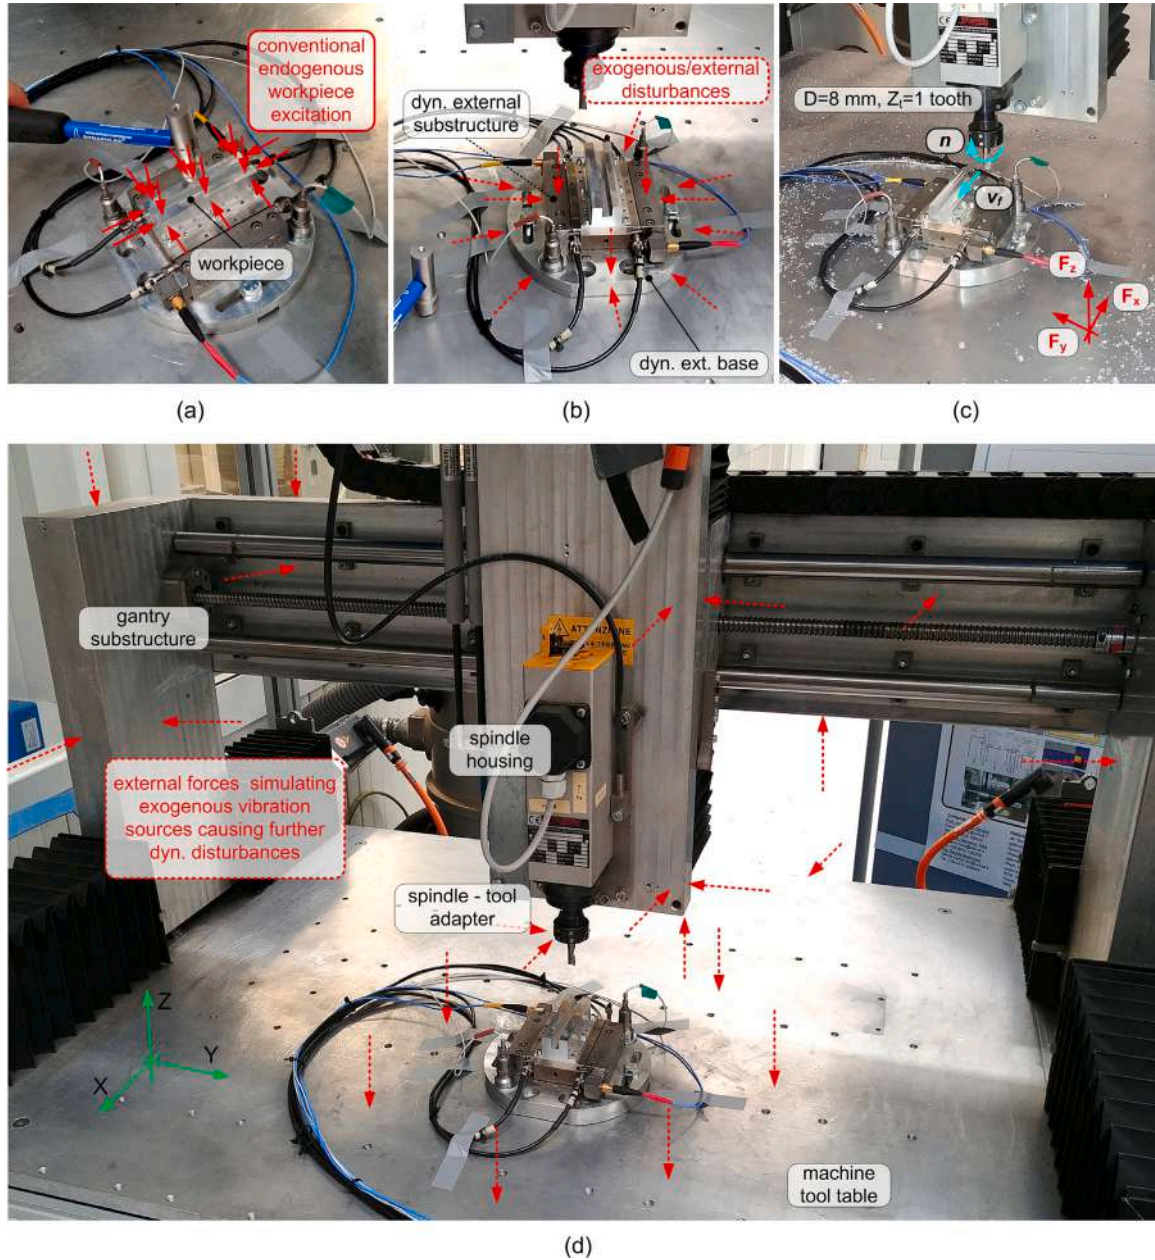 conventional
endogenous
workpiece
excitation
workpiece
(a)
exogenous/external
disturbances
dyn. external
substructure
dyn. ext. base
(b)
D=8 mm, Zt=1 tooth
n
vf
Fz
Fx
Fy
(c)
gantry
substructure
ATTENZIONE
spindle
housing
external forces simulating
exogenous vibration
sources causing further
dyn. disturbances
spindle - tool
adapter
Z
Y
X
machine
tool table
(d)